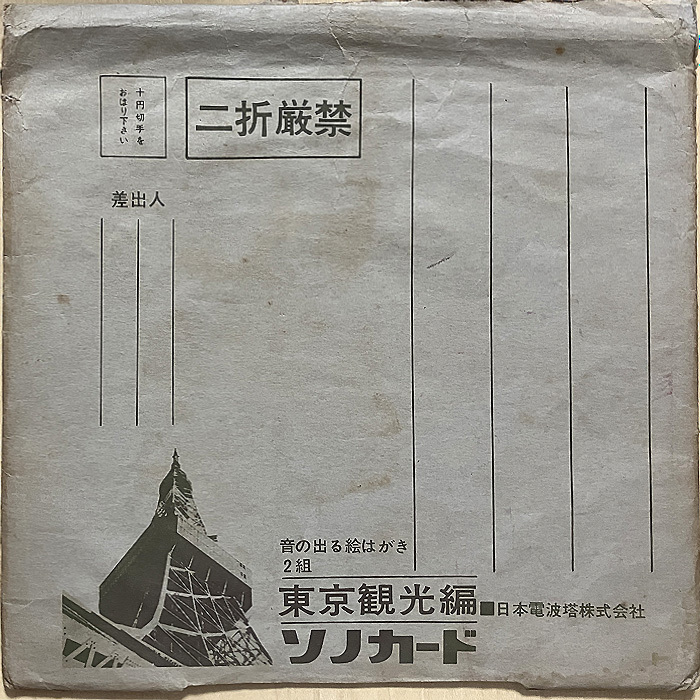 十円切手を
おはり下さい
二折厳禁
差出人
音の出る絵はがき
2組
東京観光編
■日本電波塔株式会社
ソノカード